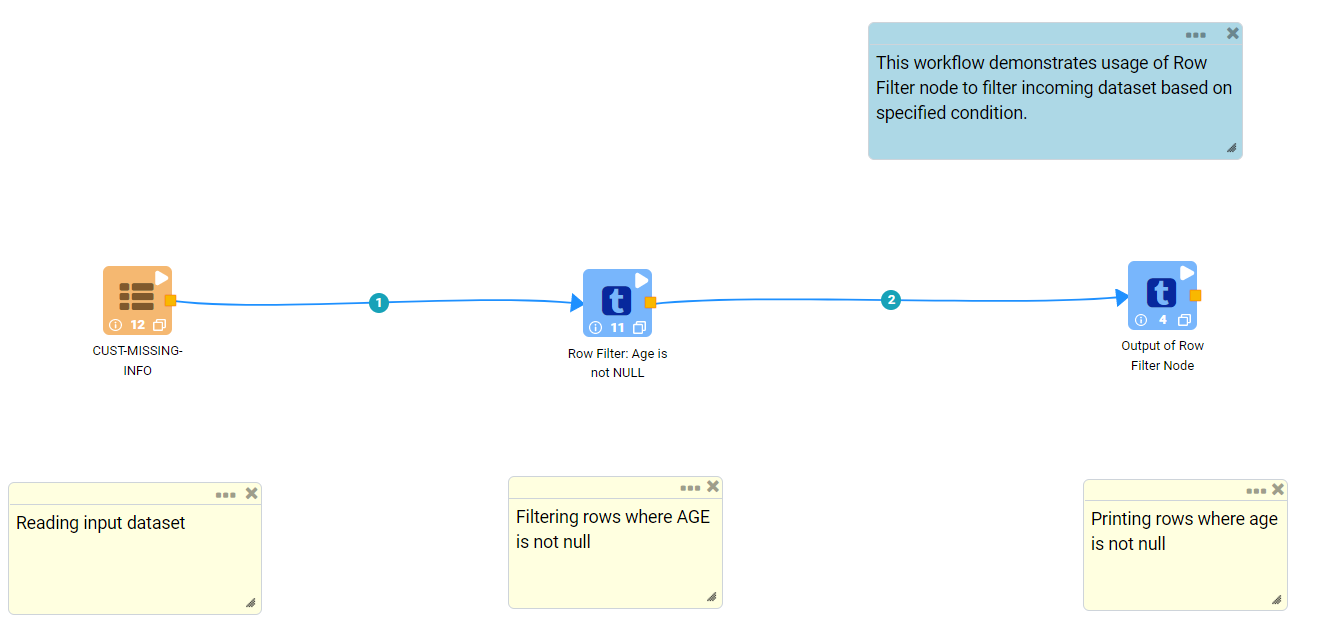 This workflow demonstrates usage of Row
Filter node to filter incoming dataset based on
specified condition.
1
2
12
CUST-MISSING-
INFO
t
11
Row Filter: Age is
not NULL
t
4
Output of Row
Filter Node
Reading input dataset
Filtering rows where AGE
is not null
Printing rows where age
is not null